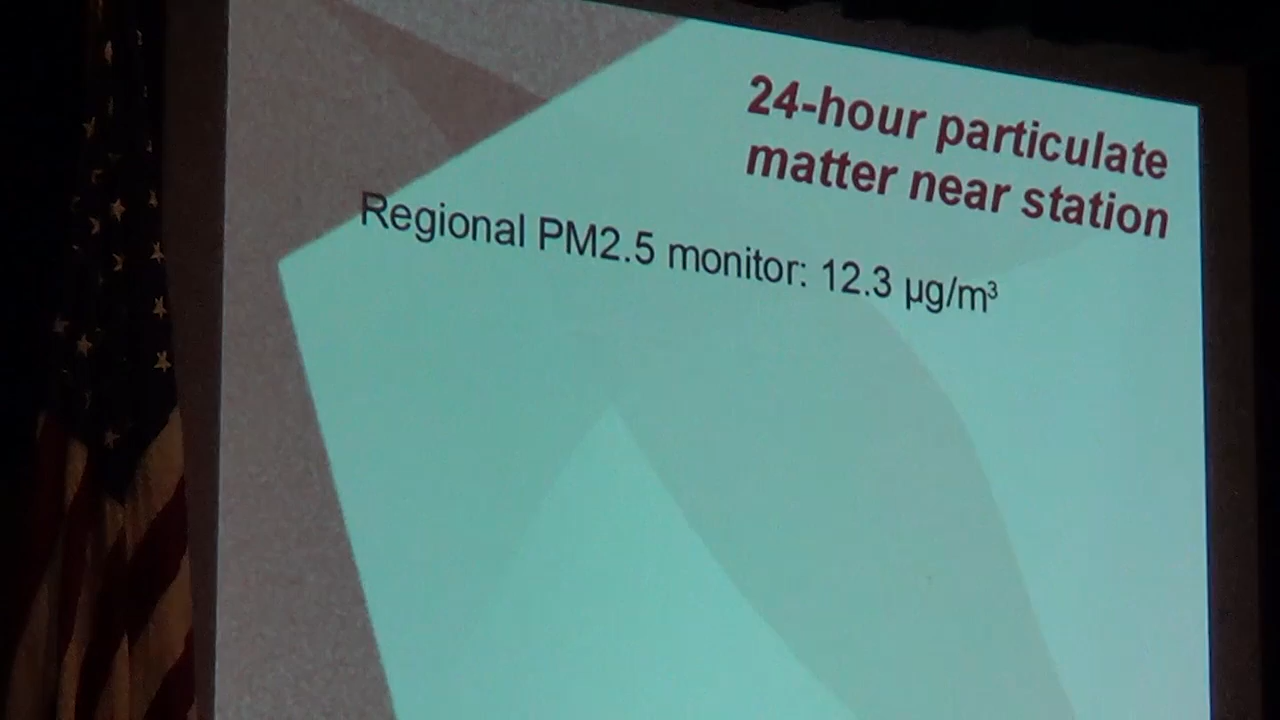 24-hour particulate
matter near station
Regional PM2.5 monitor: 12.3 µg/m³